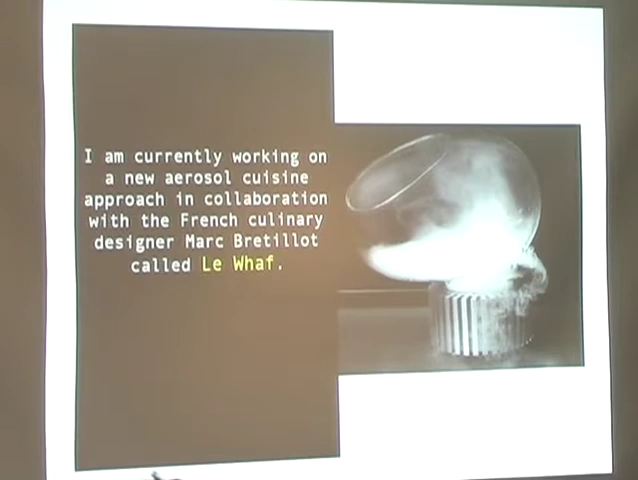 I am currently working on
a new aerosol cuisine
approach in collaboration
with the French culinary
designer Marc Bretillot
called Le Whaf.